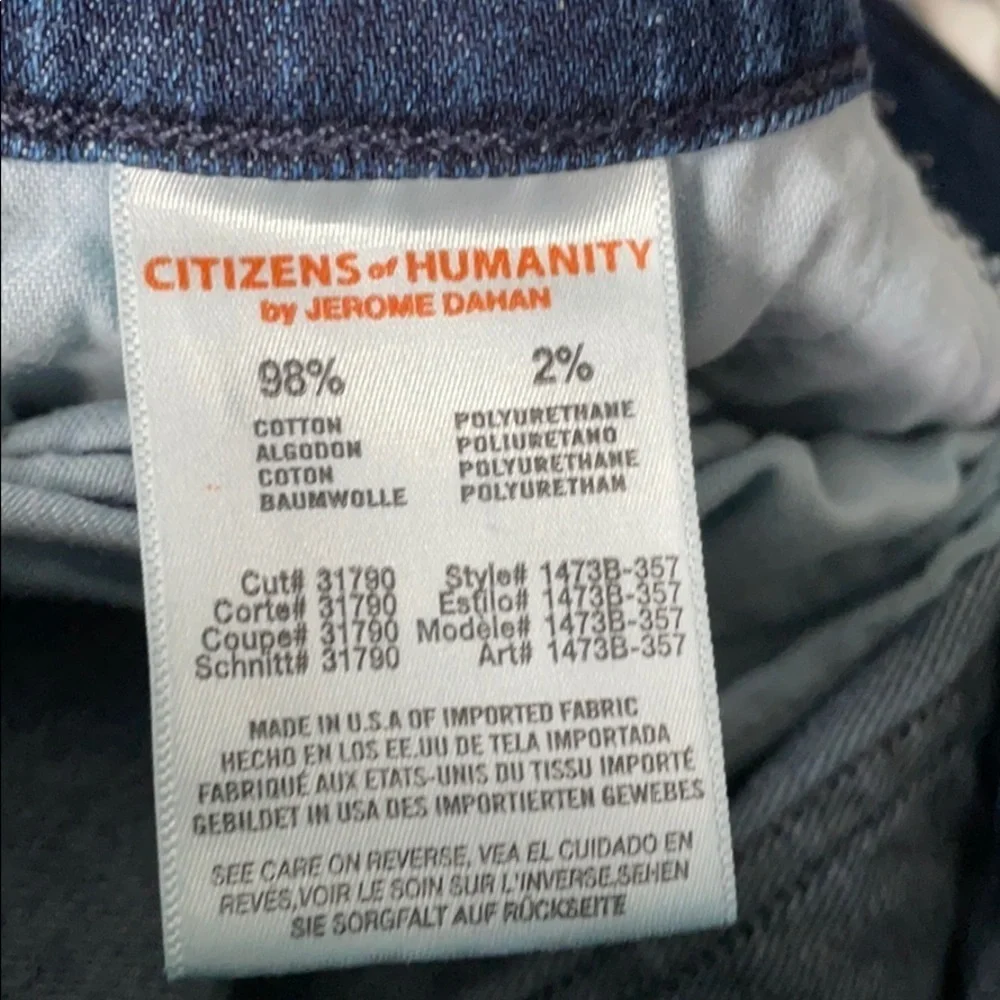 CITIZENS of HUMANITY
by JEROME DAHAN
98% 2%
COTTON POLYURETHANE
ALGODON POLIURETANO
COTON POLYURETHANE
BAUMWOLLE POLYURETHAN
Cut# 31790 Style# 1473B-357
Corte# 31790 Estilo# 1473B-357
Coupe# 31790 Modèle# 1473B-357
Schnitt# 31790 Art# 1473B-357
MADE IN U.S.A OF IMPORTED FABRIC
HECHO EN LOS EE.UU DE TELA IMPORTADA
FABRIQUÉ AUX ETATS-UNIS DU TISSU IMPORTÉ
GEBILDET IN USA DES IMPORTIERTEN GEWEBES
SEE CARE ON REVERSE, VEA EL CUIDADO EN
REVÉS,VOIR LE SOIN SUR L'INVERSE.SEHEN
SIE SORGFALT AUF RÜCKSEITE